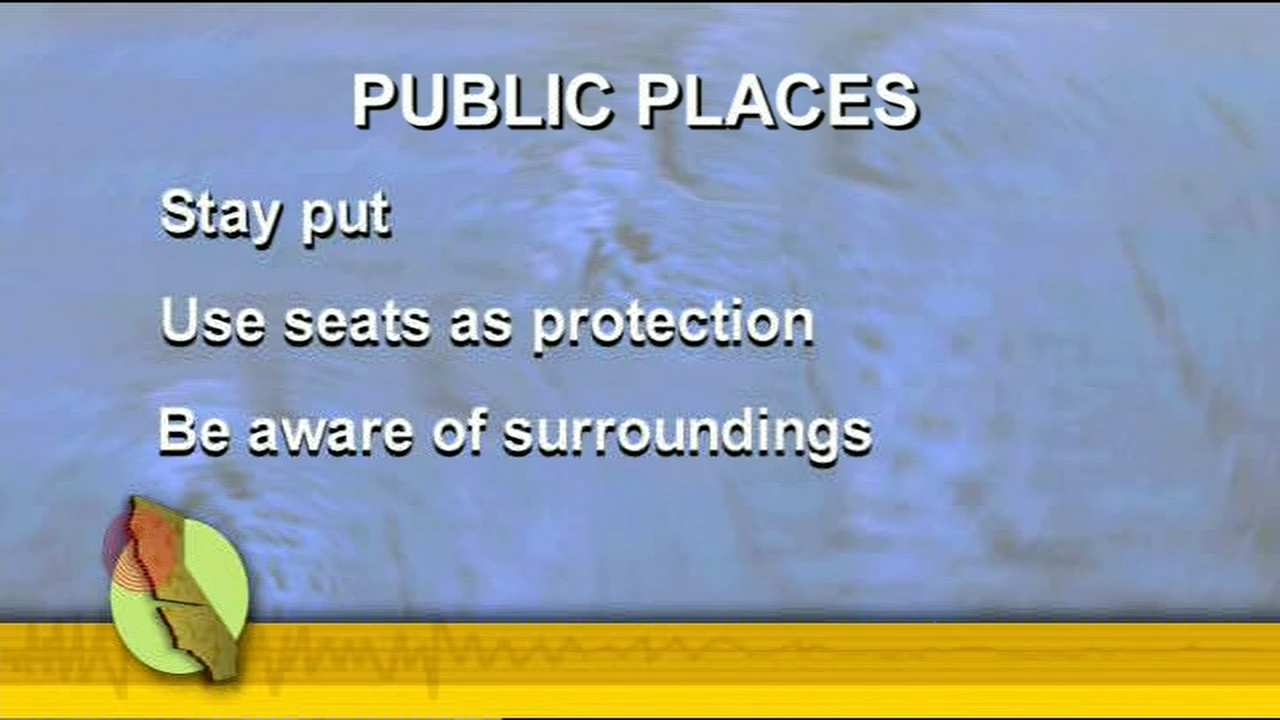 PUBLIC PLACES
Stay put
Use seats as protection
Be aware of surroundings